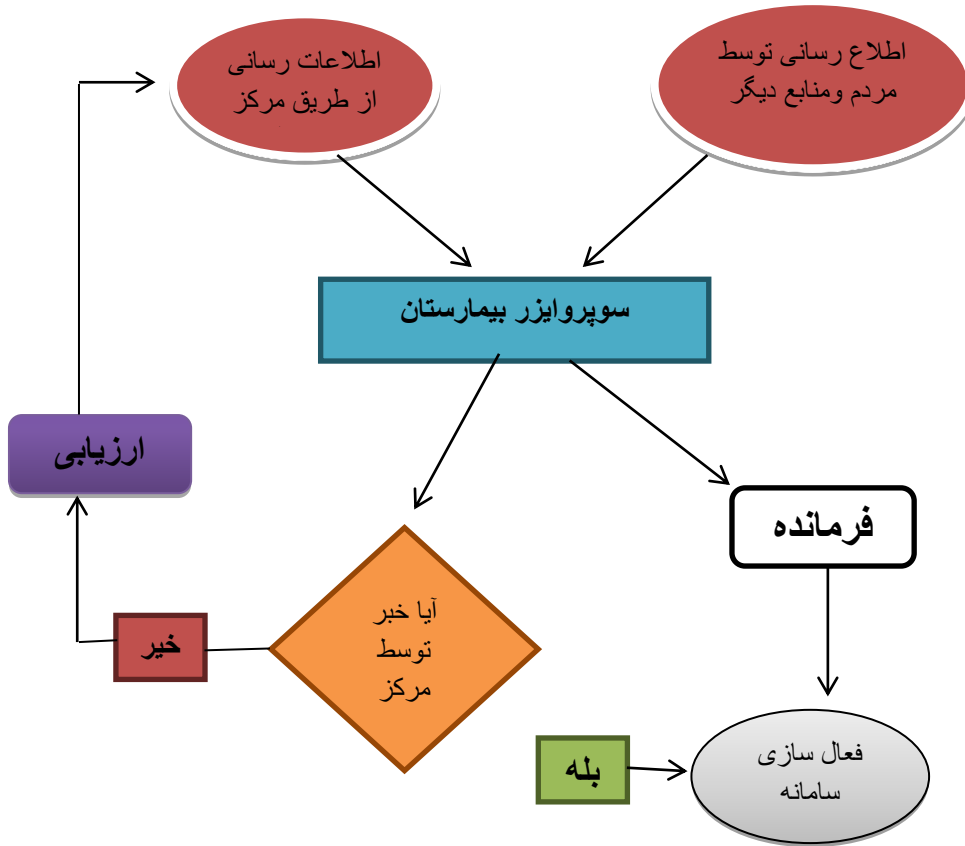 اطلاع رسانی توسط
مردم ومنابع دیگر
اطلاعات رسانی
از طریق مرکز
سوپروایزر بیمارستان
ارزیابی
فرمانده
آیا خبر
توسط
مرکز
خیر
فعال سازی
سامانه
بله